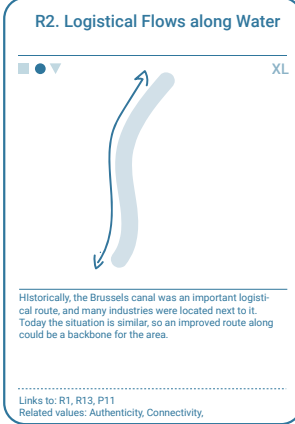 R2. Logistical Flows along Water
XL
HIstorically, the Brussels canal was an important logisti-
cal route, and many industries were located next to it.
Today the situation is similar, so an improved route along
could be a backbone for the area.
Links to: R1, R13, P11
Related values: Authenticity, Connectivity,